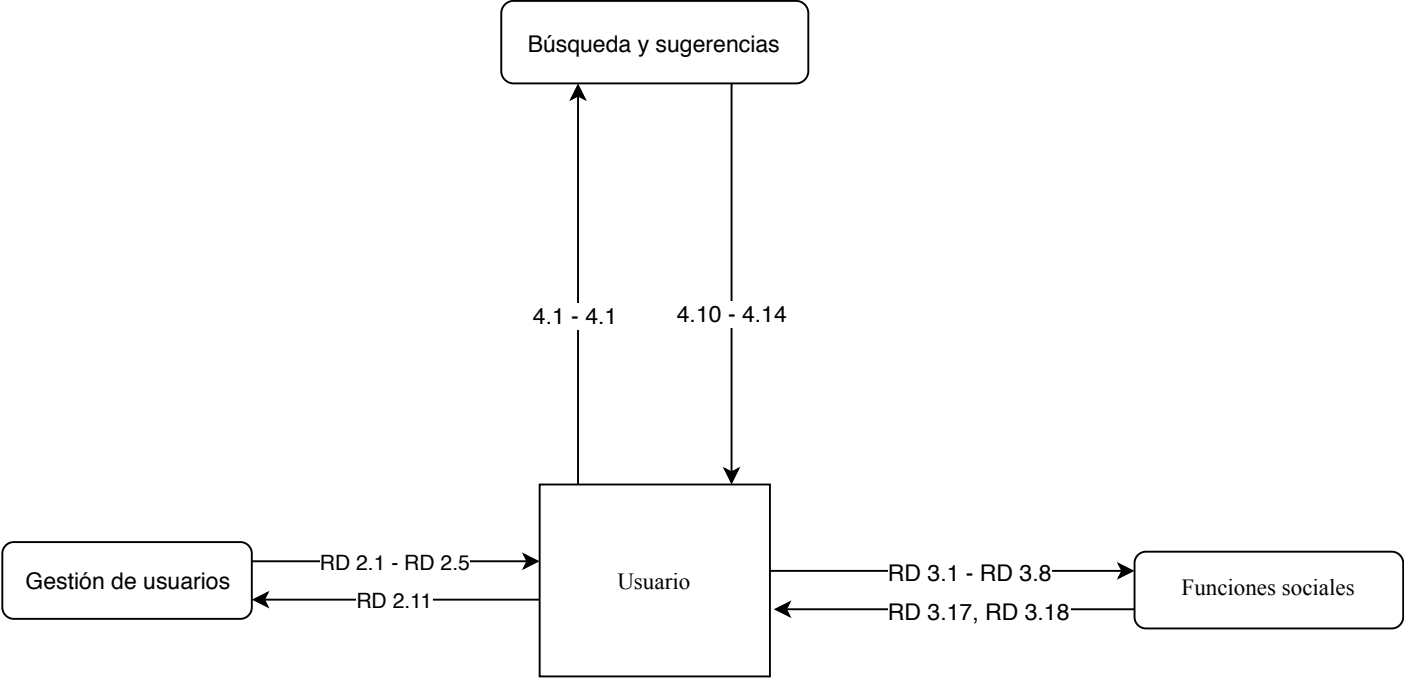 Búsqueda y sugerencias
4.1 - 4.1
4.10 - 4.14
Gestión de usuarios
RD 2.1 - RD 2.5
RD 2.11
Usuario
RD 3.1 - RD 3.8
RD 3.17, RD 3.18
Funciones sociales